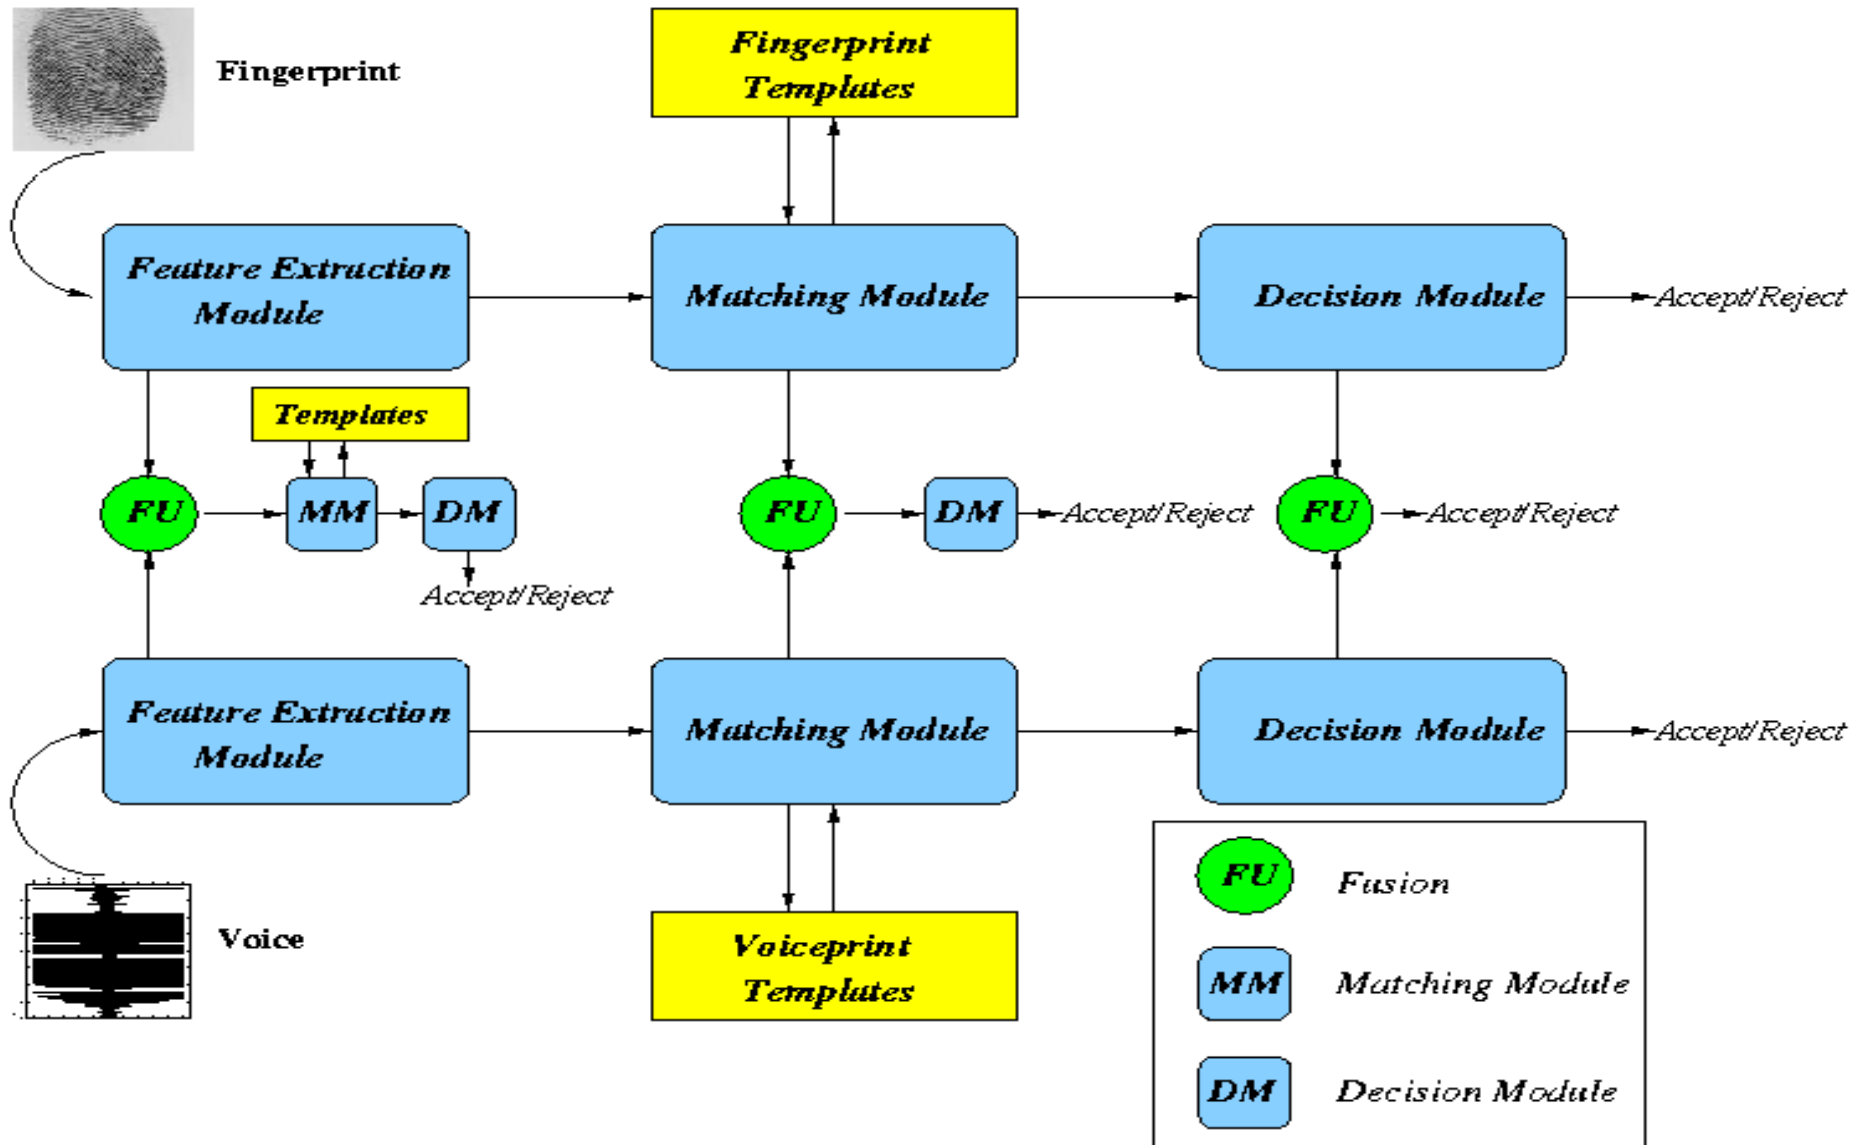 Fingerprint
Fingerprint
Templates
Feature Extraction
Module
Matching Module
Decision Module
Accept/Reject
Templates
FU
MM
DM
Accept/Reject
FU
DM
Accept/Reject
FU
Accept/Reject
Feature Extraction
Module
Matching Module
Decision Module
Accept/Reject
Voice
Voiceprint
Templates
FU
Fusion
MM
Matching Module
DM
Decision Module